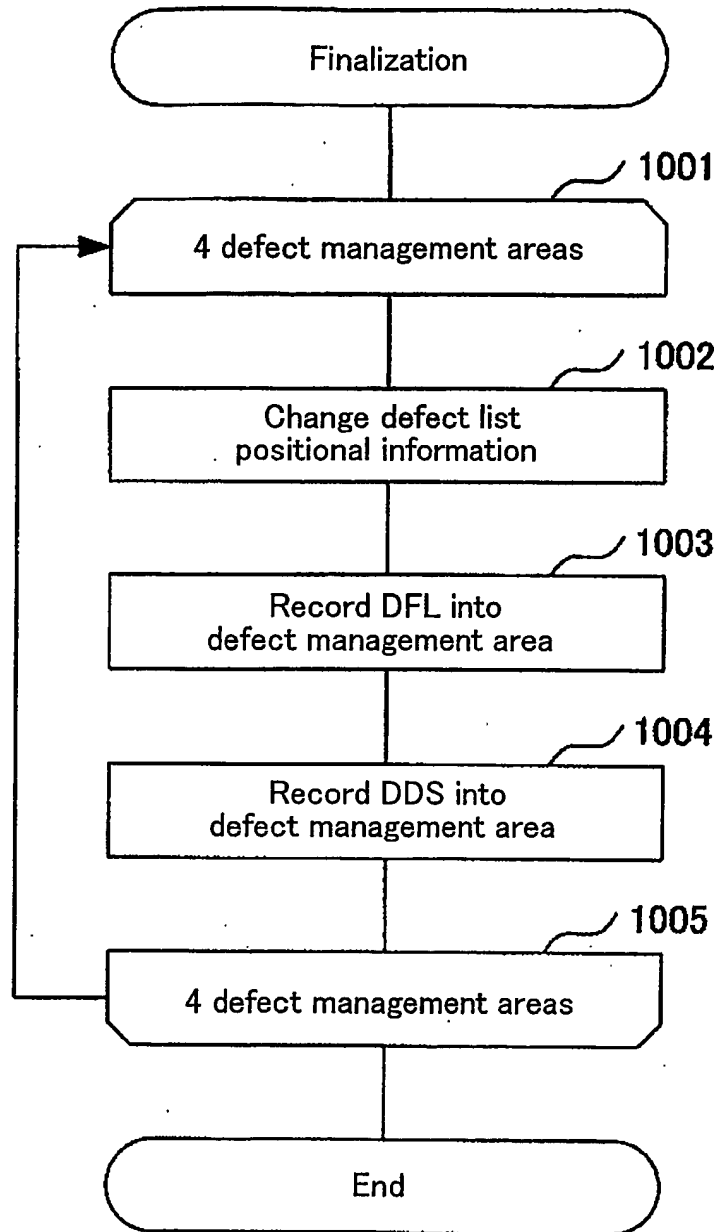 Finalization
1001
4 defect management areas
1002
Change defect list
positional information
1003
Record DFL into
defect management area
1004
Record DDS into
defect management area
1005
4 defect management areas
End